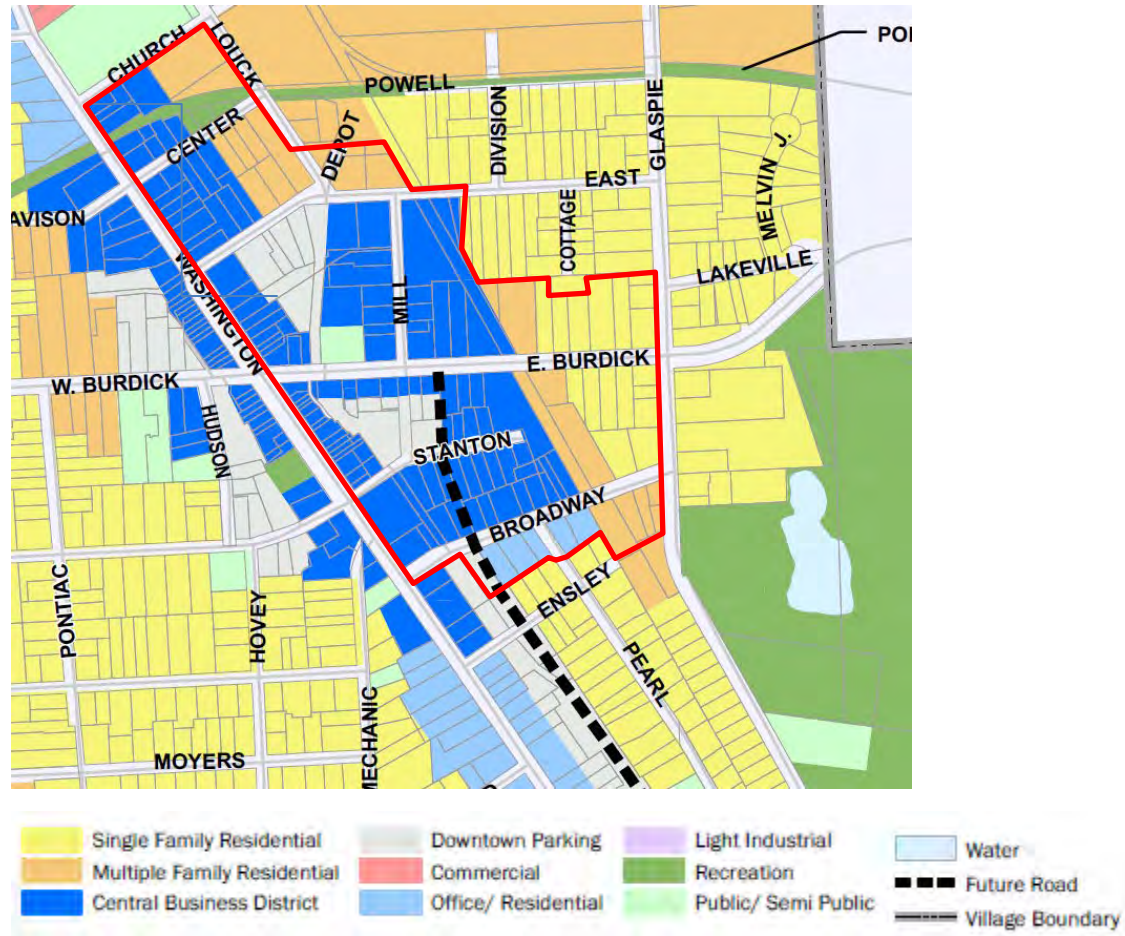 CHURCH
LOUCK
POWELL
CENTER
DEPOT
DIVISION
GLASPIE
MELVIN J.
EAST
AVISON
COTTAGE
LAKEVILLE
WASHINGTON
MILL
E. BURDICK
W. BURDICK
HUDSON
STANTON
BROADWAY
ENSLEY
PONTIAC
HOVEY
PEARL
MECHANIC
MOYERS
Single Family Residential
Multiple Family Residential
Central Business District
Downtown Parking
Commercial
Office/ Residential
Light Industrial
Recreation
Public/ Semi Public
Water
Future Road
Village Boundary